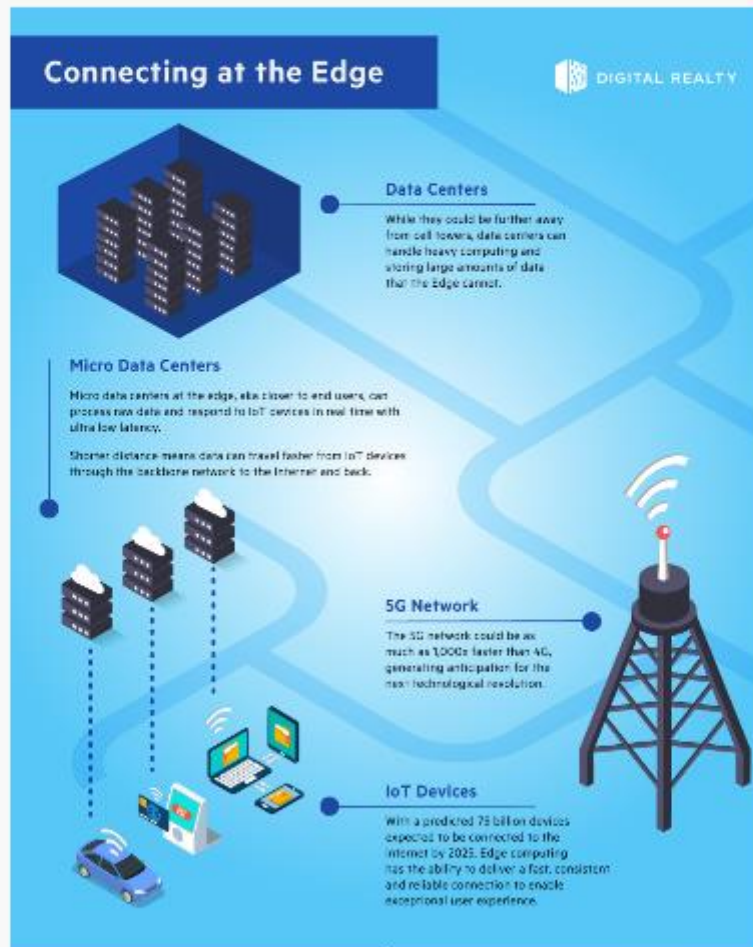 Connecting at the Edge
DIGITAL REALTY
Data Centers
While they could be further away
from cell towers, data centers can
handle heavy computing and
storing large amounts of data
that the Edge cannot.
Micro Data Centers
Micro data centers at the edge, aka closer to end users, can
process raw data and respond to IoT devices in real time with
ultra low latency.
Shorter distance means data can travel faster from IoT devices
through the backbone network to the Internet and back.
5G Network
The 5G network could be as
much as 1,000x faster than 4G,
generating anticipation for the
next technological revolution.
IoT Devices
With a predicted 75 billion devices
expected to be connected to the
internet by 2025, Edge computing
has the ability to deliver a fast, consistent
and reliable connection to enable
exceptional user experience.